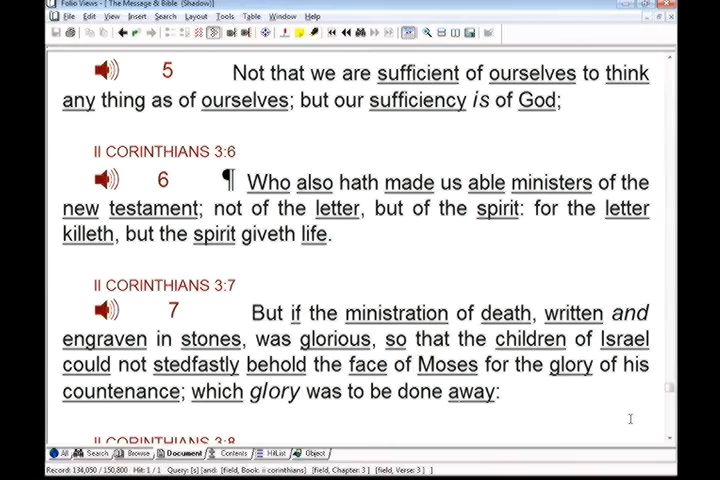 Folio Views - [The Message & Bible (Shadow)]
File Edit View Insert Search Layout Tools Table Window Help
5 Not that we are sufficient of ourselves to think
any thing as of ourselves; but our sufficiency is of God;
II CORINTHIANS 3:6
6 ¶ Who also hath made us able ministers of the
new testament; not of the letter, but of the spirit: for the letter
killeth, but the spirit giveth life.
II CORINTHIANS 3:7
7 But if the ministration of death, written and
engraven in stones, was glorious, so that the children of Israel
could not stedfastly behold the face of Moses for the glory of his
countenance; which glory was to be done away:
II CORINTHIANS 3:8
All Search Browse Document Contents HitList Object
Record: 134,050 / 150,800 Hit: 1 / 1 Query: [s] [and: [field, Book: ii corinthians] [field, Chapter: 3 ] [field, Verse: 3 ] ]